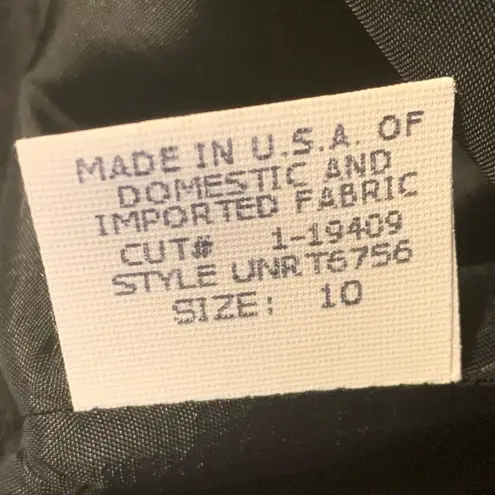 MADE IN U.S.A. OF
DOMESTIC AND
IMPORTED FABRIC
CUT# 1-19409
STYLE UNRT6756
SIZE: 10